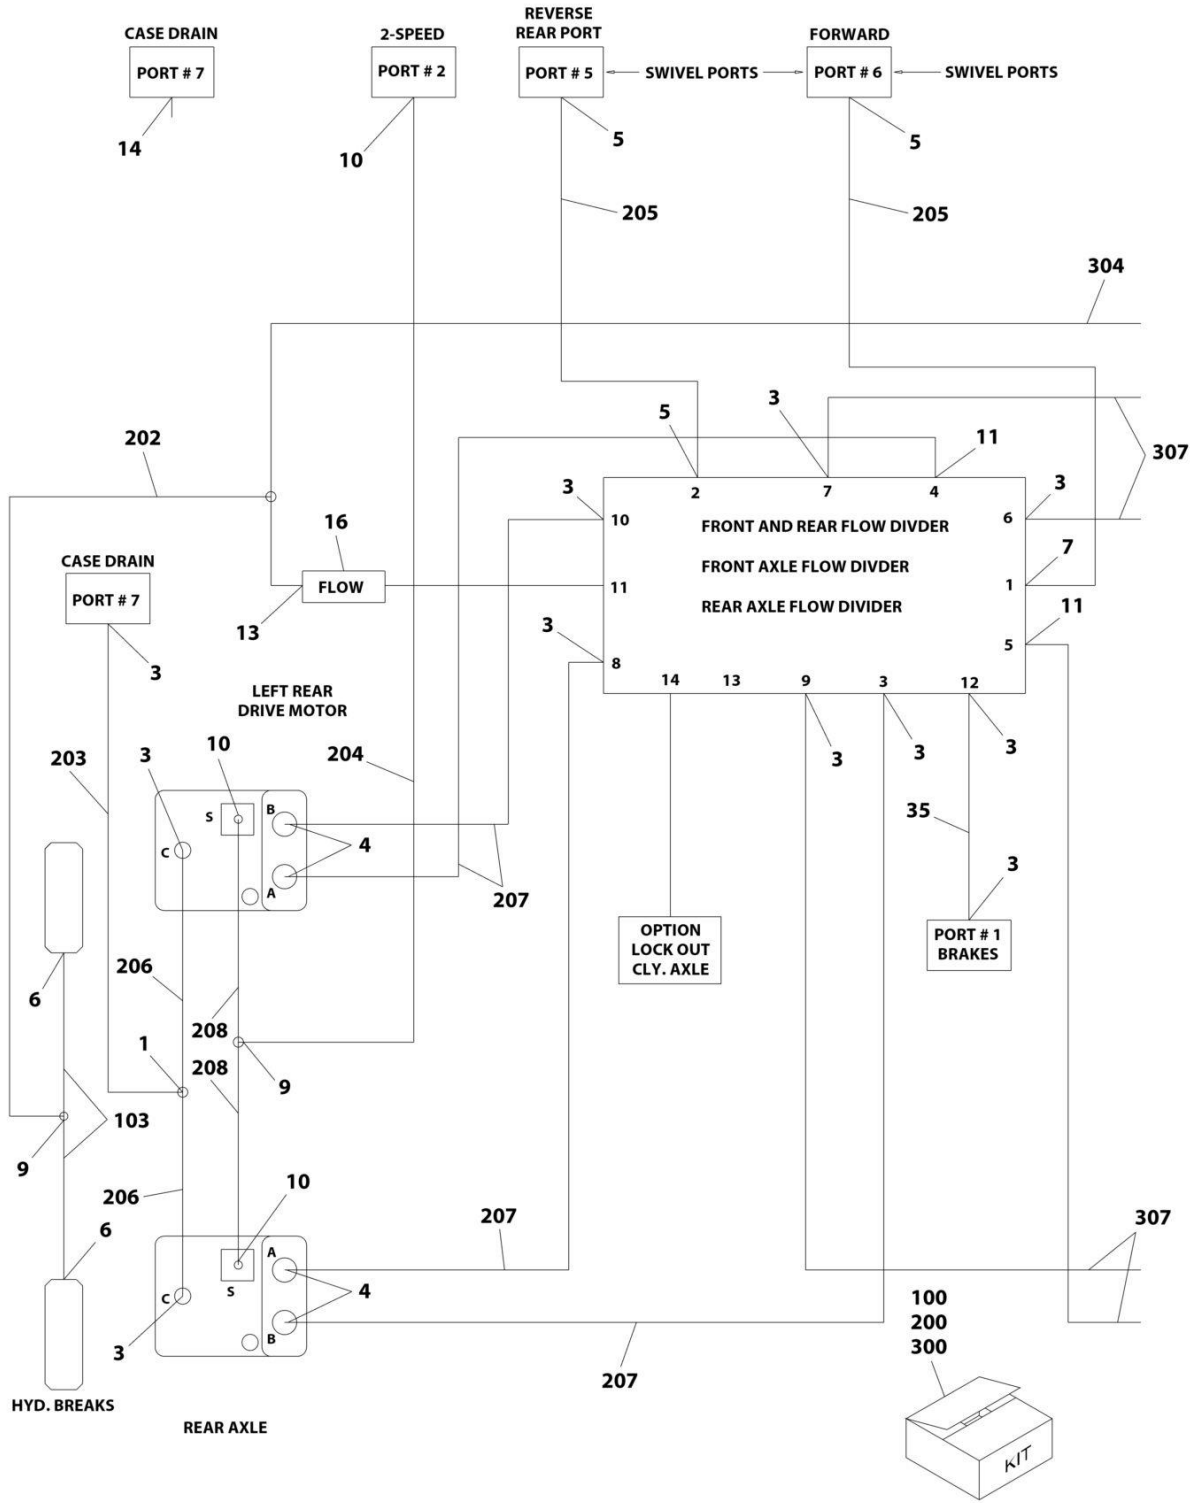 CASE DRAIN
PORT # 7
14
2-SPEED
PORT # 2
10
REVERSE
REAR PORT
PORT # 5
SWIVEL PORTS
FORWARD
PORT # 6
SWIVEL PORTS
5
5
205
205
304
202
5
3
11
307
3
2
7
4
3
10
6
16
FRONT AND REAR FLOW DIVDER
7
CASE DRAIN
PORT # 7
FLOW
11
FRONT AXLE FLOW DIVDER
1
13
REAR AXLE FLOW DIVIDER
11
3
3
8
5
14
13
9
3
12
LEFT REAR
DRIVE MOTOR
3
3
3
203
3
10
204
S
B
C
A
4
207
35
3
OPTION
LOCK OUT
CLY. AXLE
PORT # 1
BRAKES
6
206
208
1
208
9
103
9
206
10
6
207
307
A
S
C
B
4
3
207
100
200
300
KIT
HYD. BREAKS
REAR AXLE